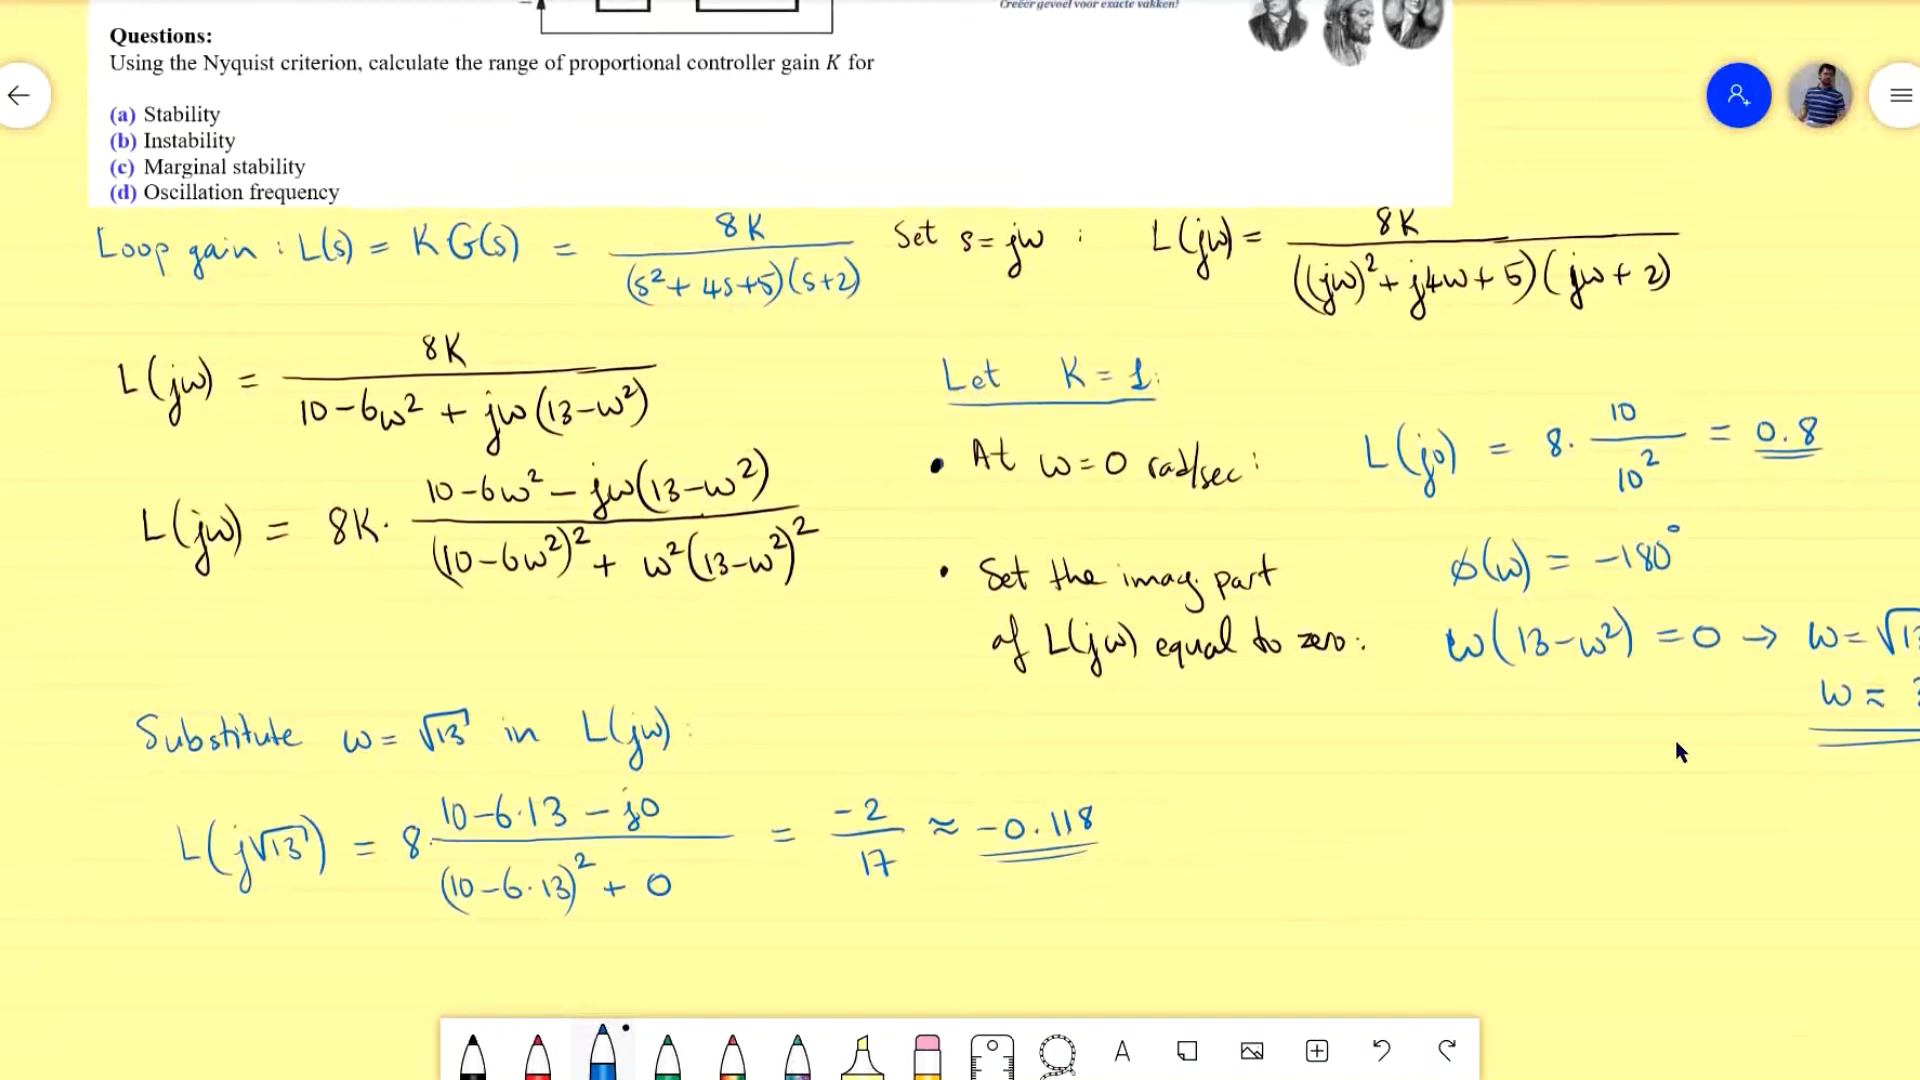 Creëer gevoel voor exacte vakken!
Questions:
Using the Nyquist criterion, calculate the range of proportional controller gain K for
(a) Stability
(b) Instability
(c) Marginal stability
(d) Oscillation frequency
Loop gain : L(s) = K G(s) = 8K / (s² + 4s+5)(s+2)
Set s=jω : L(jω) = 8K / ((jω)² + j4ω + 5)(jω + 2)
L(jω) = 8K / 10-6ω² + jω(13-ω²)
Let K = 1:
• At ω=0 rad/sec: L(j0) = 8 · 10 / 10² = 0.8
L(jω) = 8K · 10-6ω² - jω(13-ω²) / (10-6ω²)² + ω²(13-ω²)²
• Set the imag. part ϕ(ω) = -180°
of L(jω) equal to zero: ω(13-ω²) = 0 → ω=
ω ≈
Substitute ω = √13 in L(jω):
L(j√13) = 8 · 10-6·13 - j0 / (10-6·13)² + 0 = -2 / 17 ≈ -0.118
A